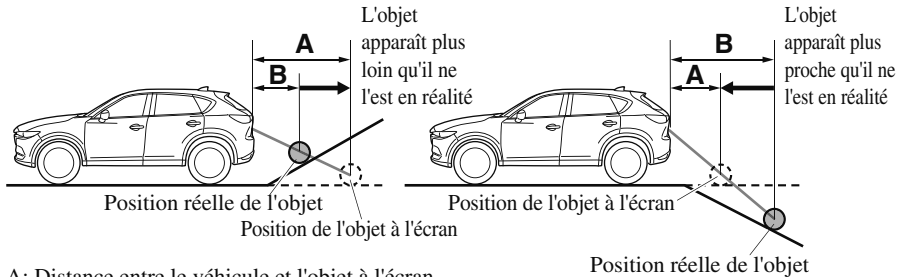 A
B
L'objet
apparaît plus
loin qu'il ne
l'est en réalité
Position réelle de l'objet
Position de l'objet à l'écran
B
A
L'objet
apparaît plus
proche qu'il ne
l'est en réalité
Position de l'objet à l'écran
Position réelle de l'objet
A: Distance entre le véhicule et l'objet à l'écran